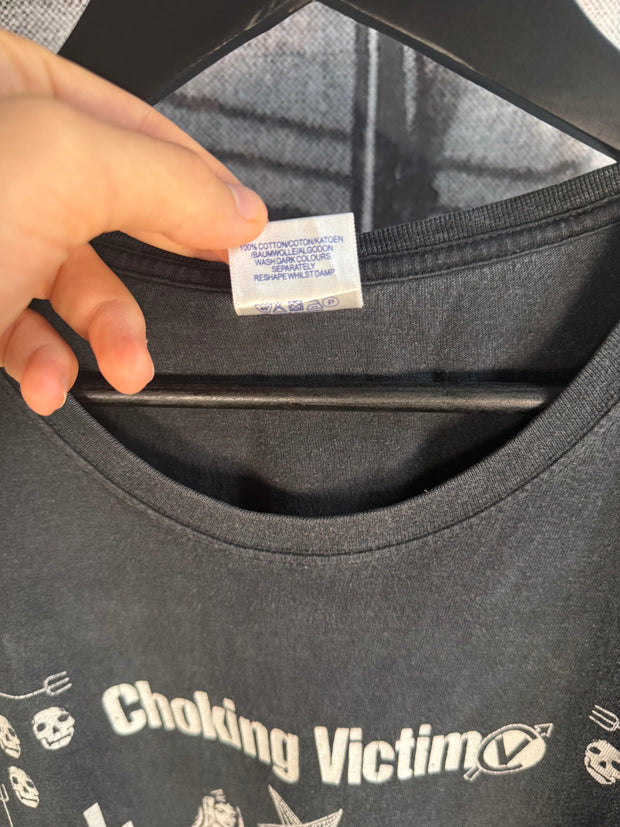 100% COTTON/COTON/KATOEN
/BAUMWOLLE/ALGODON
WASH DARK COLOURS
SEPARATELY
RESHAPE WHILST DAMP
P
Choking Victim